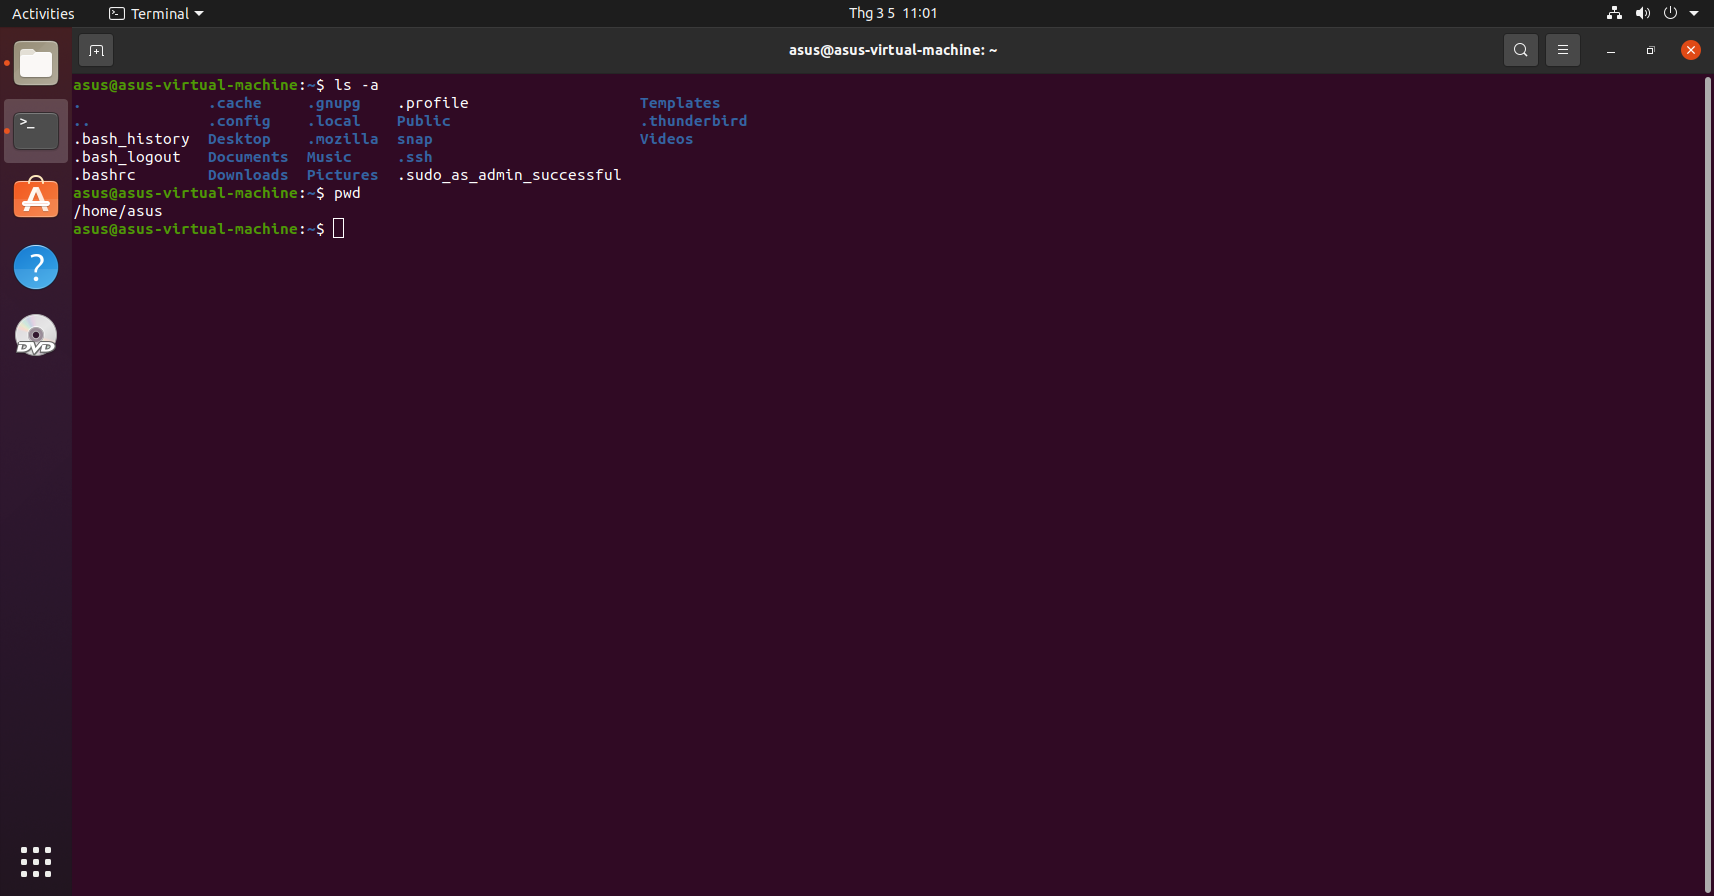 Activities Terminal Thg 3 5 11:01
asus@asus-virtual-machine: ~
asus@asus-virtual-machine:~$ ls -a
. .cache .gnupg .profile Templates
.. .config .local Public .thunderbird
.bash_history Desktop .mozilla snap Videos
.bash_logout Documents Music .ssh
.bashrc Downloads Pictures .sudo_as_admin_successful
asus@asus-virtual-machine:~$ pwd
/home/asus
asus@asus-virtual-machine:~$
>_
?
DVD